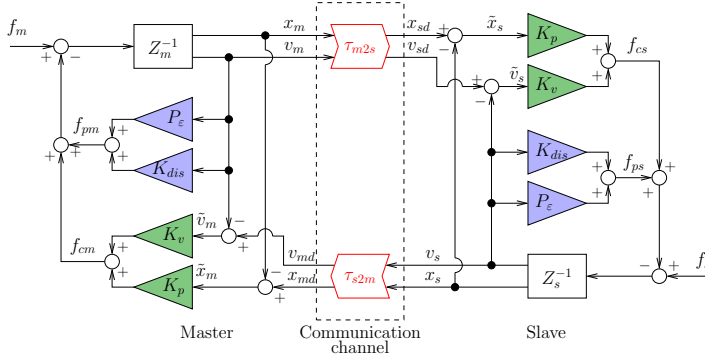 f_m
Z_m^{-1}
x_m
v_m
τ_{m2s}
x_{sd}
v_{sd}
x̃_s
ṽ_s
K_p
K_v
f_{cs}
P_ε
K_{dis}
f_{pm}
K_{dis}
P_ε
f_{ps}
f_{cm}
K_v
K_p
ṽ_m
x̃_m
v_{md}
x_{md}
τ_{s2m}
v_s
x_s
Z_s^{-1}
Master
Communication
channel
Slave